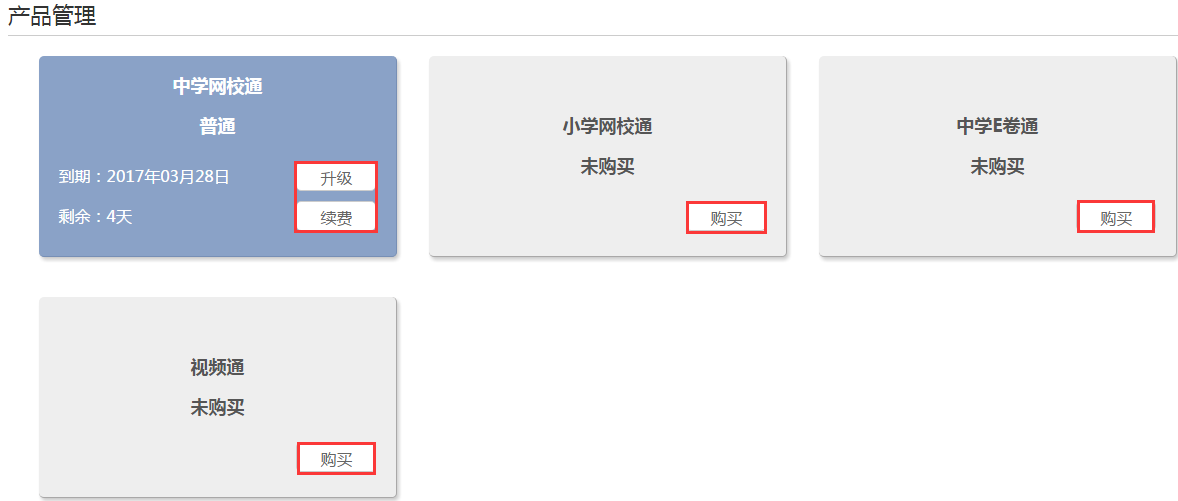 产品管理
中学网校通
普通
到期：2017年03月28日
升级
剩余：4天
续费
小学网校通
未购买
购买
中学E卷通
未购买
购买
视频通
未购买
购买